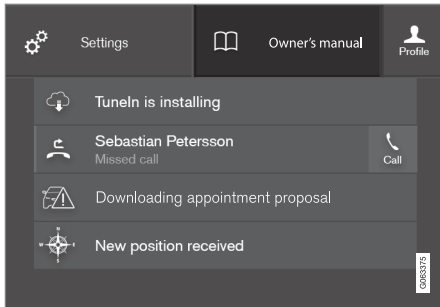 Settings
Owner's manual
Profile
TuneIn is installing
Sebastian Petersson
Missed call
Call
Downloading appointment proposal
New position received
G063375